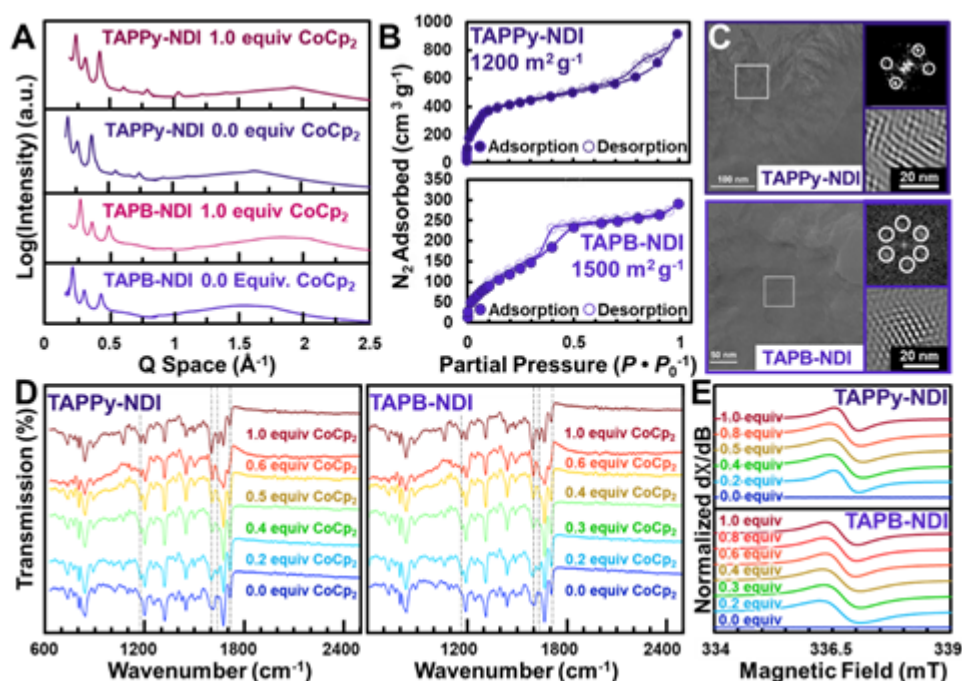 A
TAPPy-NDI 1.0 equiv CoCp2
TAPPy-NDI 0.0 equiv CoCp2
TAPB-NDI 1.0 equiv CoCp2
TAPB-NDI 0.0 Equiv. CoCp2
Log(Intensity) (a.u.)
0 0.5 1 1.5 2 2.5
Q Space (Å-1)
B
1000
800
600
400
200
0
TAPPy-NDI
1200 m2 g-1
Adsorption Desorption
350
300
250
200
150
100
50
0
TAPB-NDI
1500 m2 g-1
Adsorption Desorption
N2 Adsorbed (cm3 g-1)
0 0.5 1
Partial Pressure (P • P0-1)
C
100 nm
TAPPy-NDI
20 nm
50 nm
TAPB-NDI
20 nm
D
Transmission (%)
TAPPy-NDI
1.0 equiv CoCp2
0.6 equiv CoCp2
0.5 equiv CoCp2
0.4 equiv CoCp2
0.2 equiv CoCp2
0.0 equiv CoCp2
600 1200 1800 2400
Wavenumber (cm-1)
TAPB-NDI
1.0 equiv CoCp2
0.6 equiv CoCp2
0.4 equiv CoCp2
0.3 equiv CoCp2
0.2 equiv CoCp2
0.0 equiv CoCp2
1200 1800 2400
Wavenumber (cm-1)
E
Normalized dX/dB
TAPPy-NDI
1.0 equiv
0.8 equiv
0.5 equiv
0.4 equiv
0.2 equiv
0.0 equiv
TAPB-NDI
1.0 equiv
0.8 equiv
0.6 equiv
0.4 equiv
0.3 equiv
0.2 equiv
0.0 equiv
334 336.5 339
Magnetic Field (mT)